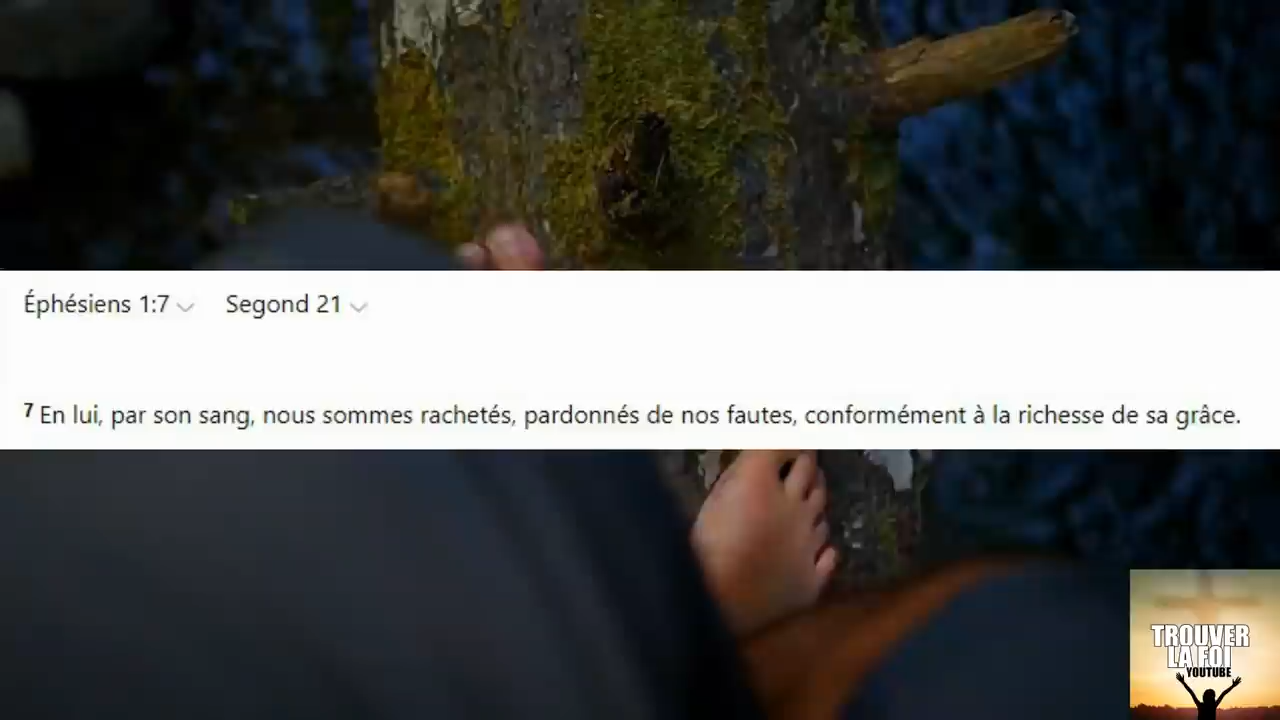 Éphésiens 1:7 Segond 21
7 En lui, par son sang, nous sommes rachetés, pardonnés de nos fautes, conformément à la richesse de sa grâce.
TROUVER
LA FOI
YOUTUBE